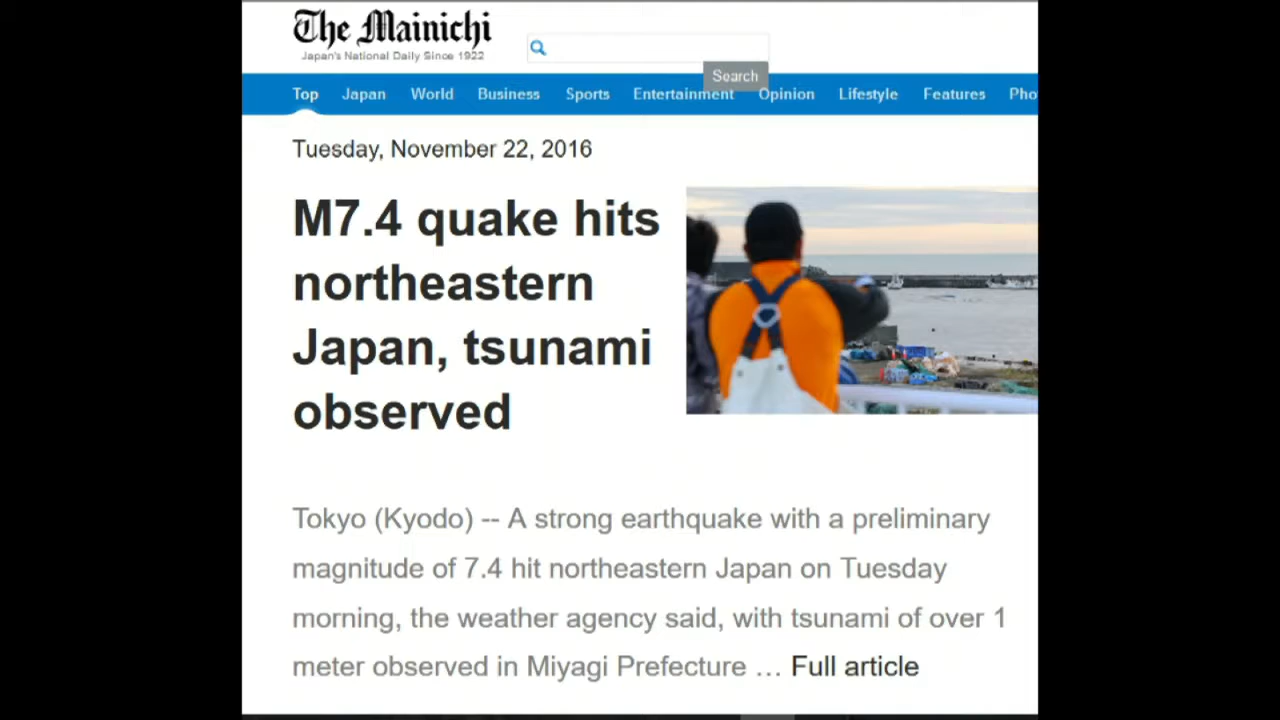 The Mainichi
Japan's National Daily Since 1922
Search
Top Japan World Business Sports Entertainment Opinion Lifestyle Features Pho
Tuesday, November 22, 2016
M7.4 quake hits
northeastern
Japan, tsunami
observed
Tokyo (Kyodo) -- A strong earthquake with a preliminary
magnitude of 7.4 hit northeastern Japan on Tuesday
morning, the weather agency said, with tsunami of over 1
meter observed in Miyagi Prefecture … Full article